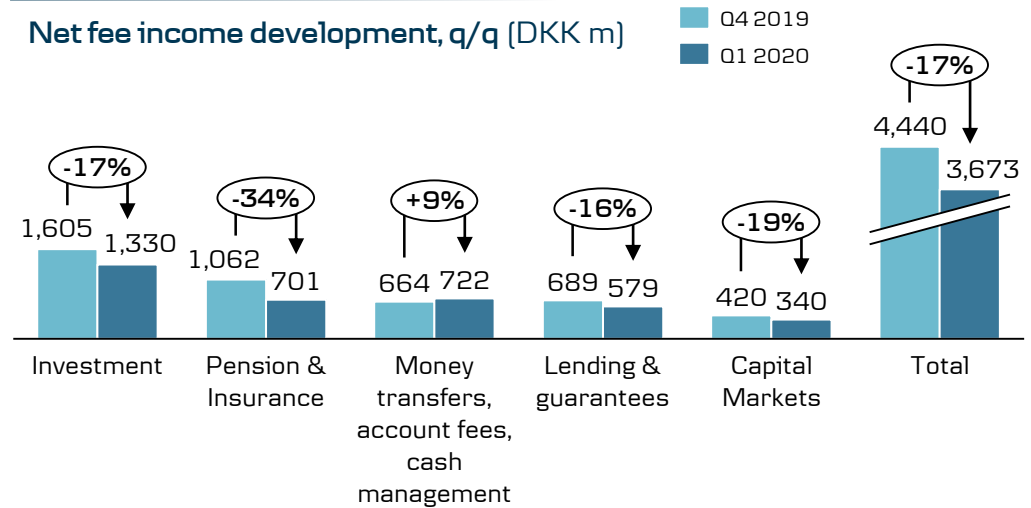 Net fee income development, q/q (DKK m)
Q4 2019
Q1 2020
-17%
1,605
1,330
-34%
1,062
701
+9%
664
722
-16%
689
579
-19%
420
340
-17%
4,440
3,673
Investment
Pension &
Insurance
Money
transfers,
account fees,
cash
management
Lending &
guarantees
Capital
Markets
Total